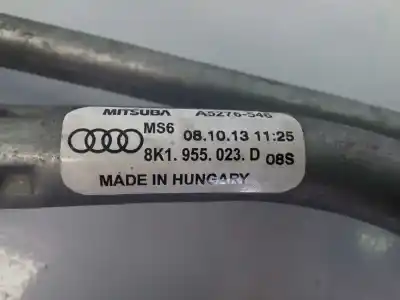 MITSUBA A5276-546
MS6 08.10.13 11:25
8K1.955.023.D 08S
MADE IN HUNGARY